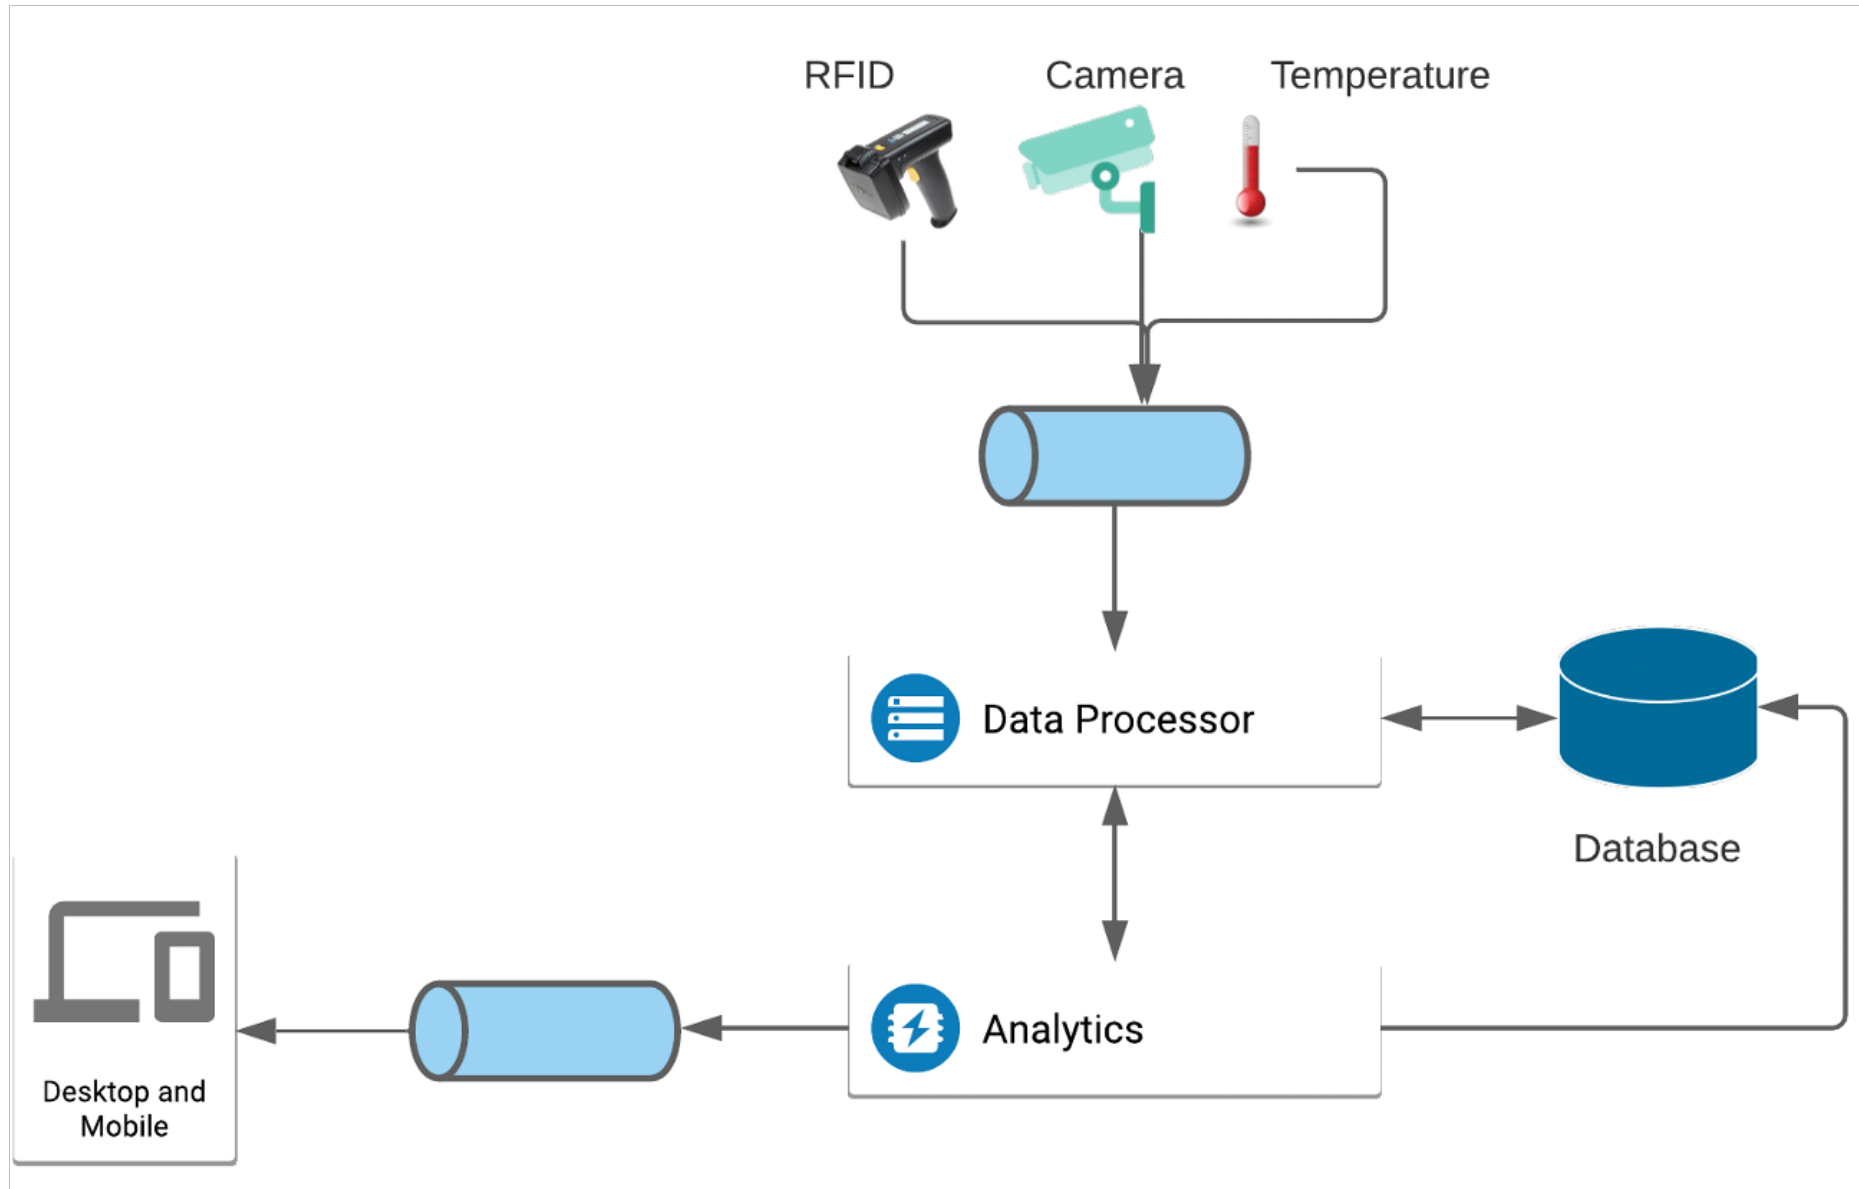 RFID
Camera
Temperature
Data Processor
Database
Analytics
Desktop and
Mobile